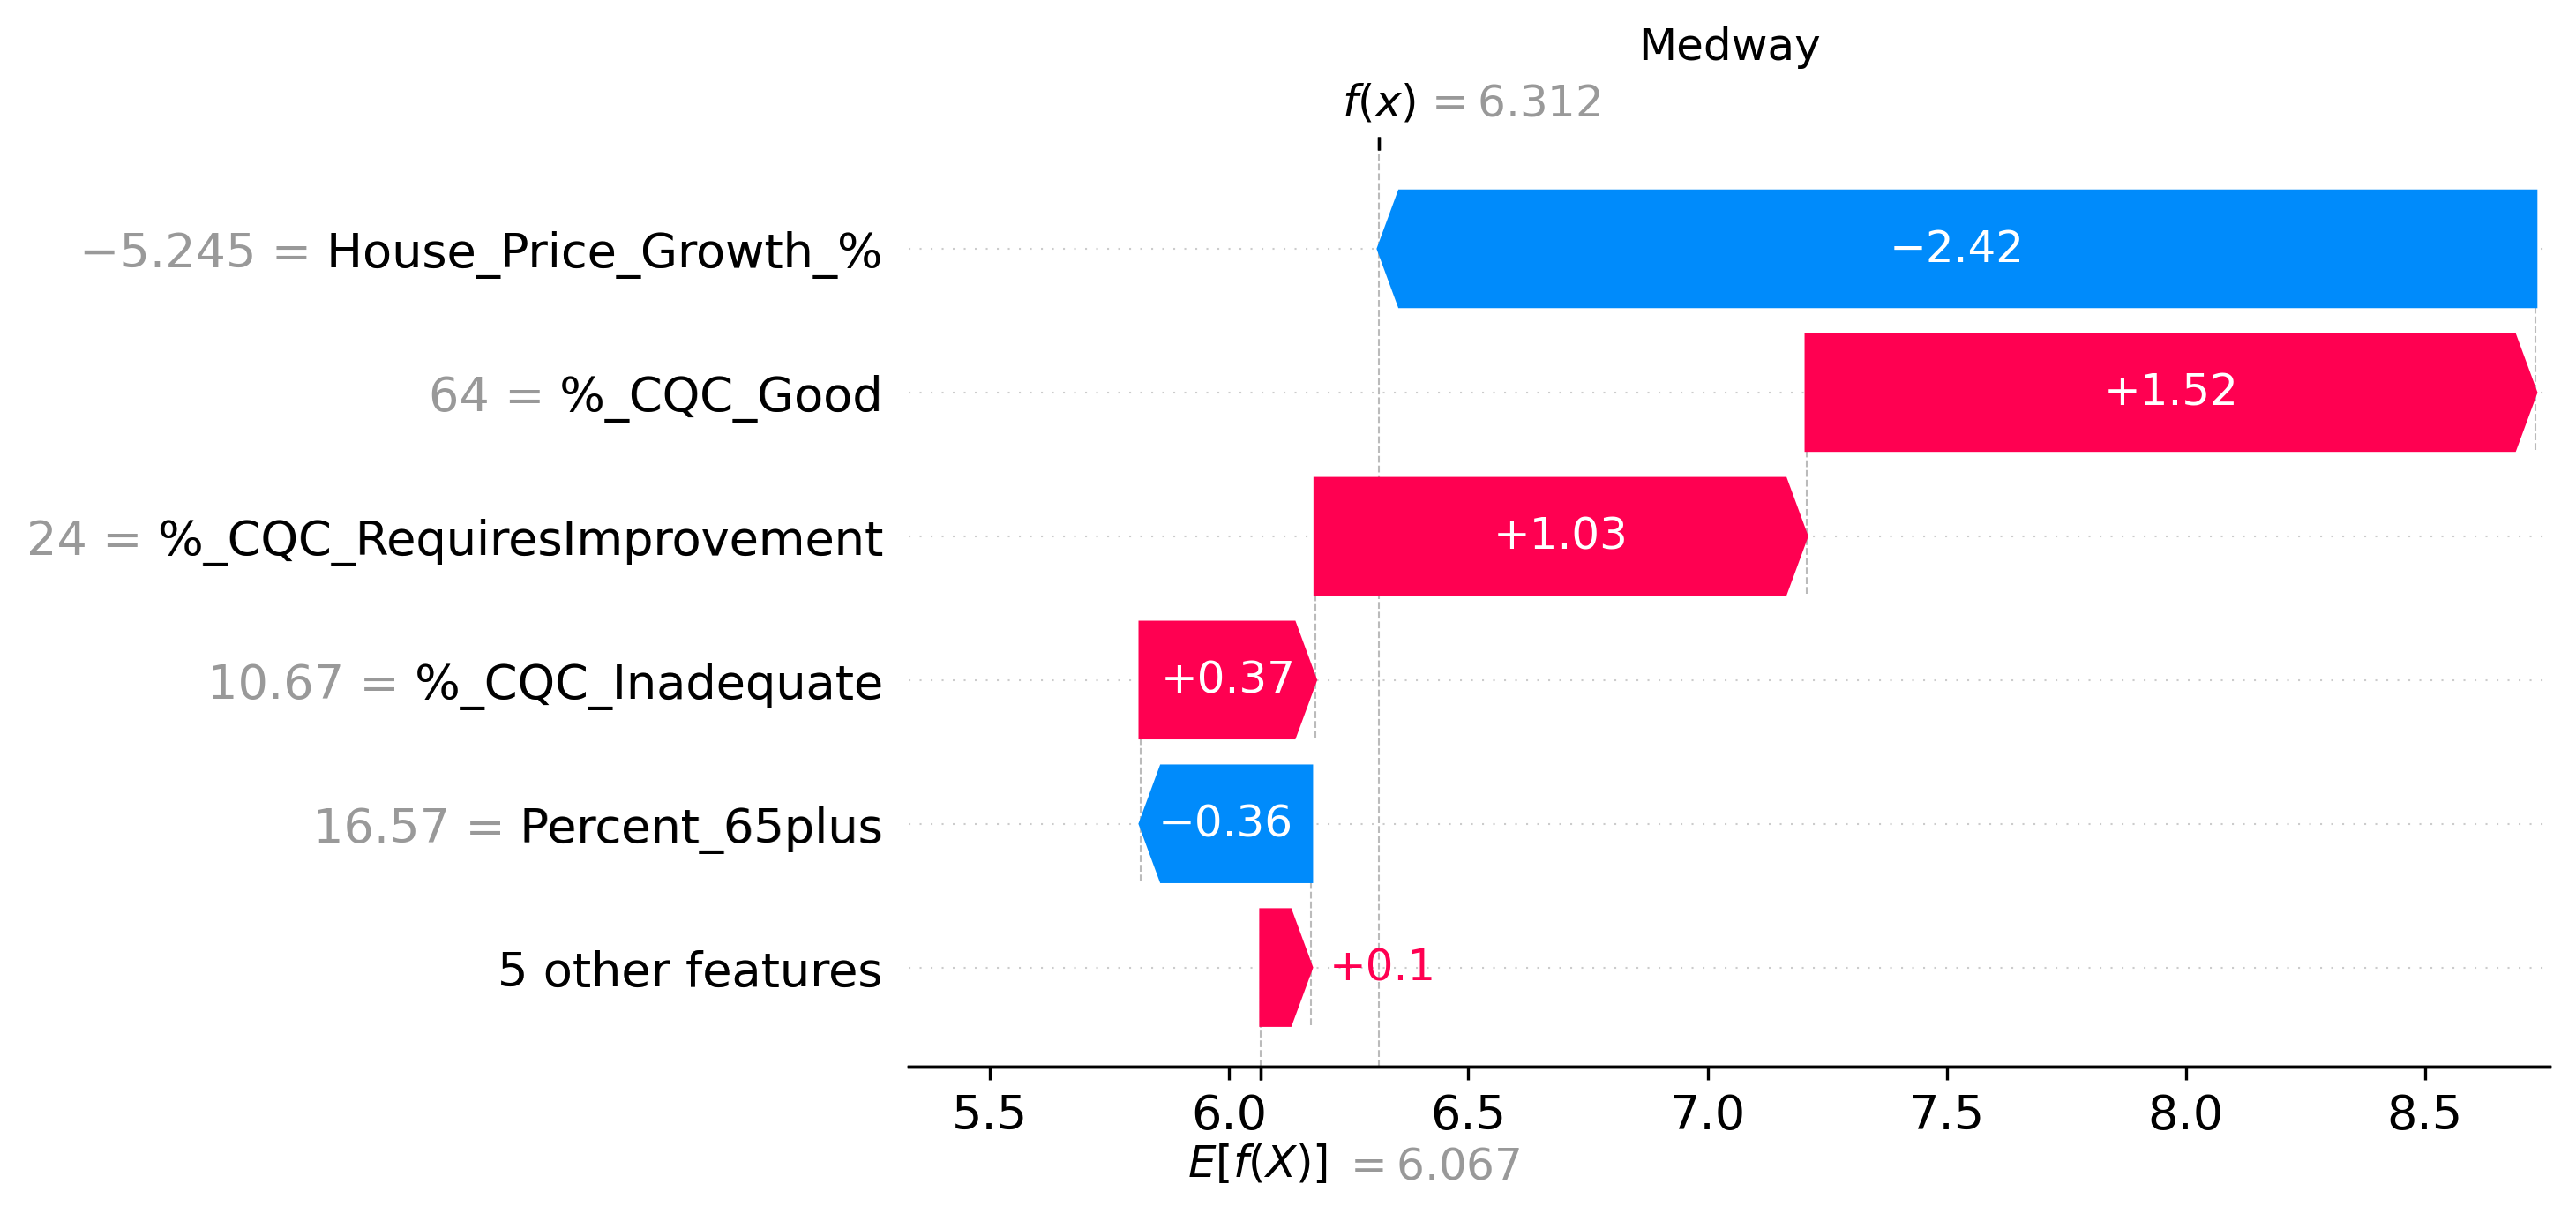 Medway
f(x) = 6.312
−5.245 = House_Price_Growth_%
−2.42
64 = %_CQC_Good
+1.52
24 = %_CQC_RequiresImprovement
+1.03
10.67 = %_CQC_Inadequate
+0.37
16.57 = Percent_65plus
−0.36
5 other features
+0.1
5.5 6.0 6.5 7.0 7.5 8.0 8.5
E[f(X)] = 6.067